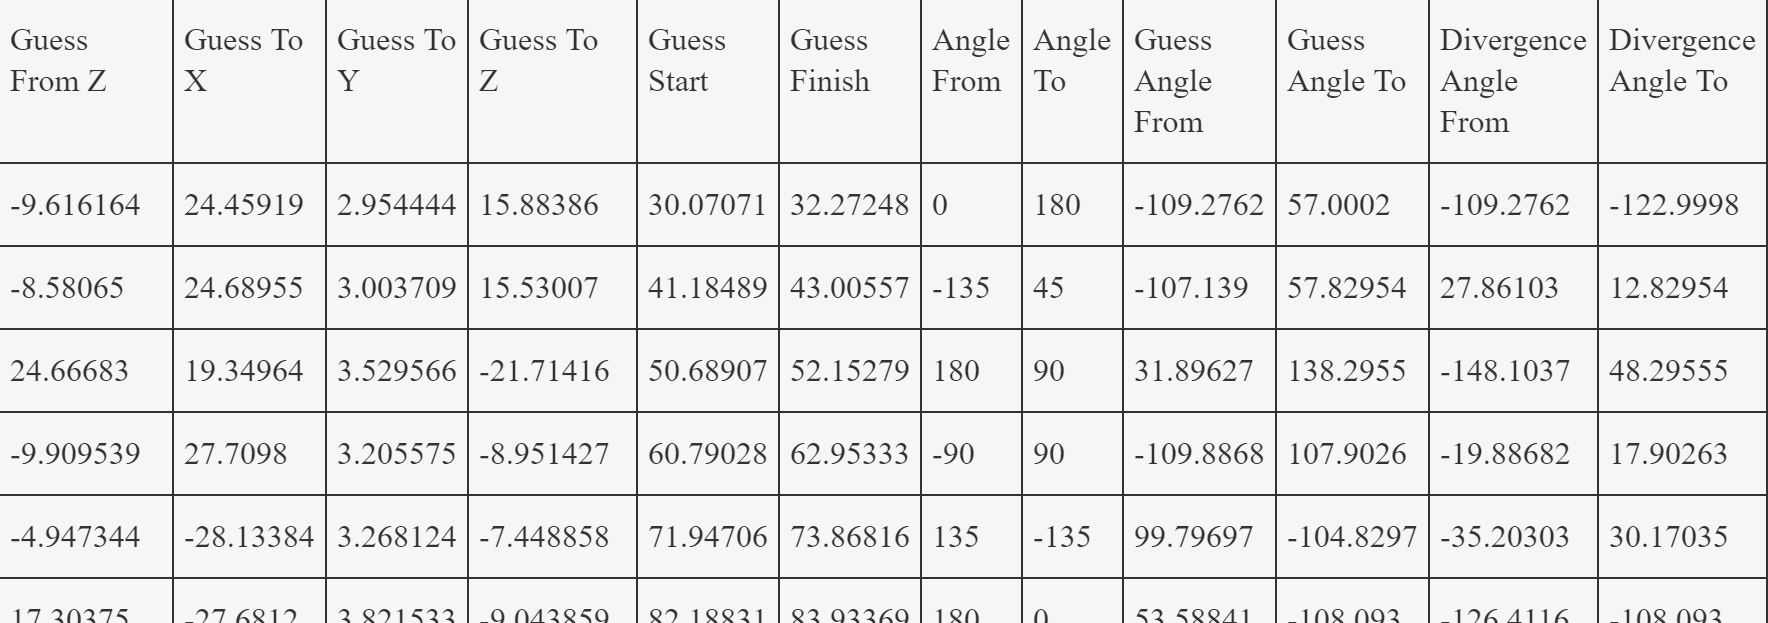 Guess From Z | Guess To X | Guess To Y | Guess To Z | Guess Start | Guess Finish | Angle From | Angle To | Guess Angle From | Guess Angle To | Divergence Angle From | Divergence Angle To
-9.616164 | 24.45919 | 2.954444 | 15.88386 | 30.07071 | 32.27248 | 0 | 180 | -109.2762 | 57.0002 | -109.2762 | -122.9998
-8.58065 | 24.68955 | 3.003709 | 15.53007 | 41.18489 | 43.00557 | -135 | 45 | -107.139 | 57.82954 | 27.86103 | 12.82954
24.66683 | 19.34964 | 3.529566 | -21.71416 | 50.68907 | 52.15279 | 180 | 90 | 31.89627 | 138.2955 | -148.1037 | 48.29555
-9.909539 | 27.7098 | 3.205575 | -8.951427 | 60.79028 | 62.95333 | -90 | 90 | -109.8868 | 107.9026 | -19.88682 | 17.90263
-4.947344 | -28.13384 | 3.268124 | -7.448858 | 71.94706 | 73.86816 | 135 | -135 | 99.79697 | -104.8297 | -35.20303 | 30.17035
17.30375 | -27.6812 | 3.821533 | -9.043859 | 82.18831 | 83.93369 | 180 | 0 | 53.58841 | -108.093 | -126.4116 | -108.093